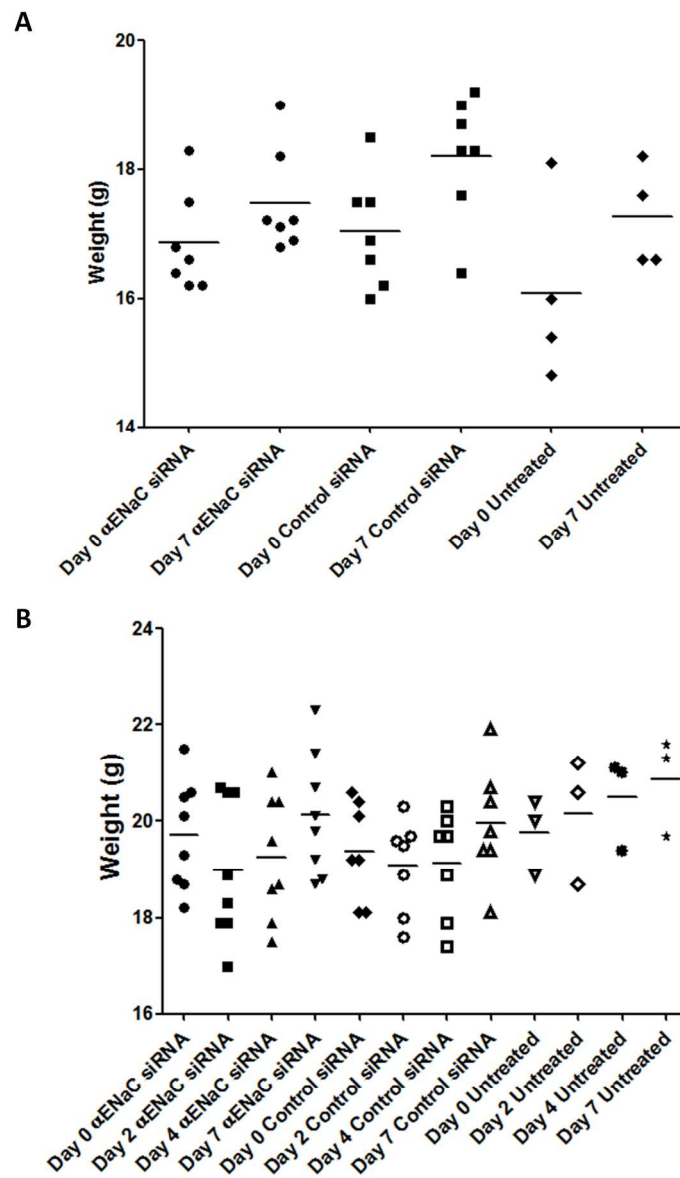 A
20
18
16
14
Weight (g)
Day 0 αENaC siRNA
Day 7 αENaC siRNA
Day 0 Control siRNA
Day 7 Control siRNA
Day 0 Untreated
Day 7 Untreated
B
24
22
20
18
16
Weight (g)
Day 0 αENaC siRNA
Day 2 αENaC siRNA
Day 4 αENaC siRNA
Day 7 αENaC siRNA
Day 0 Control siRNA
Day 2 Control siRNA
Day 4 Control siRNA
Day 7 Control siRNA
Day 0 Untreated
Day 2 Untreated
Day 4 Untreated
Day 7 Untreated